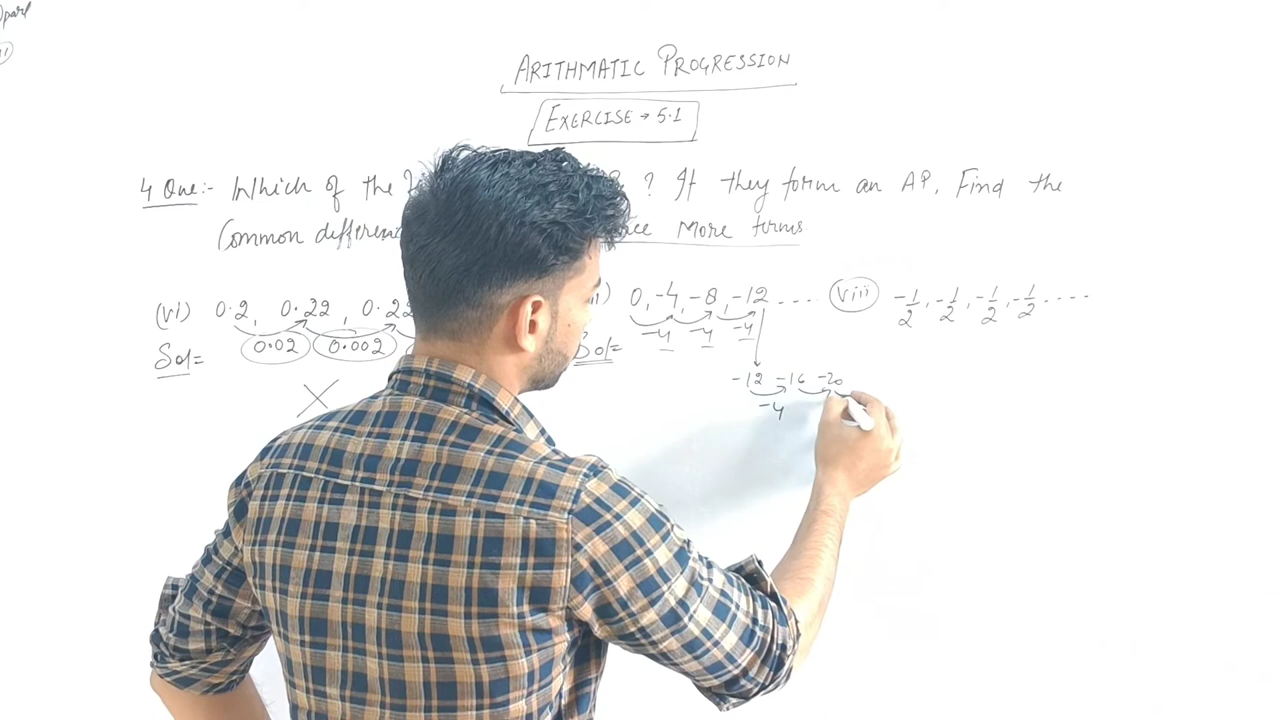 ARITHMATIC PROGRESSION
EXERCISE → 5.1
4 Que:- Which of the ? If they form an AP, Find the
Common More terms
(vi) 0.2, 0.22, 0.22
0, -4, -8, -12 .... viii -1/2, -1/2, -1/2, -1/2 ....
Sol= 0.02 0.002
Sol= -4 -4 -4
-12 -16 -20
-4